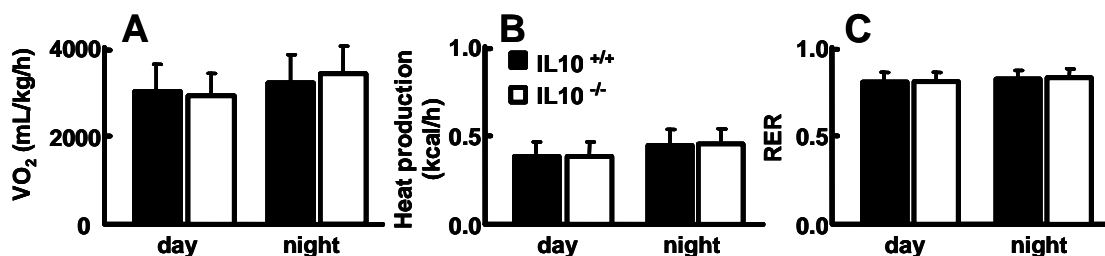 A
VO2 (mL/kg/h)
4000
2000
0
day night
B
Heat production
(kcal/h)
1.0
0.5
0.0
IL10 +/+
IL10 -/-
day night
C
RER
1.0
0.5
0.0
day night